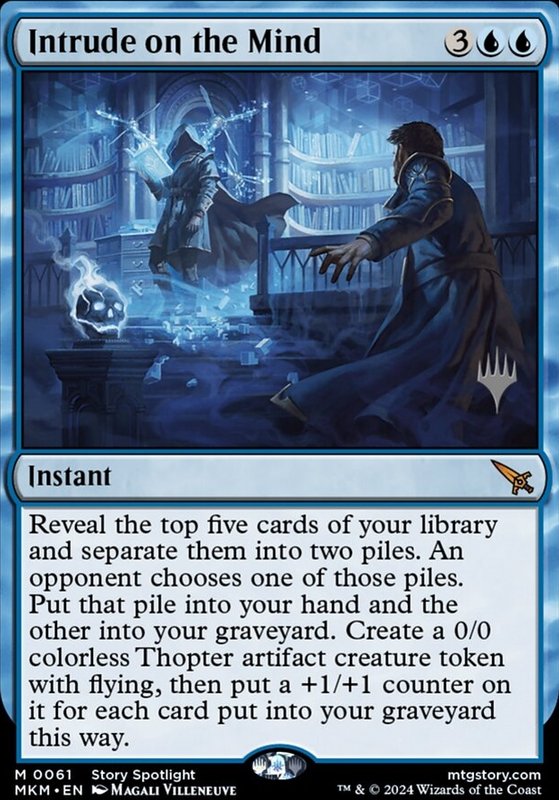 Intrude on the Mind 3
Instant
Reveal the top five cards of your library
and separate them into two piles. An
opponent chooses one of those piles.
Put that pile into your hand and the
other into your graveyard. Create a 0/0
colorless Thopter artifact creature token
with flying, then put a +1/+1 counter on
it for each card put into your graveyard
this way.
M 0061 Story Spotlight mtgstory.com
MKM • EN Magali Villeneuve ™ & © 2024 Wizards of the Coast